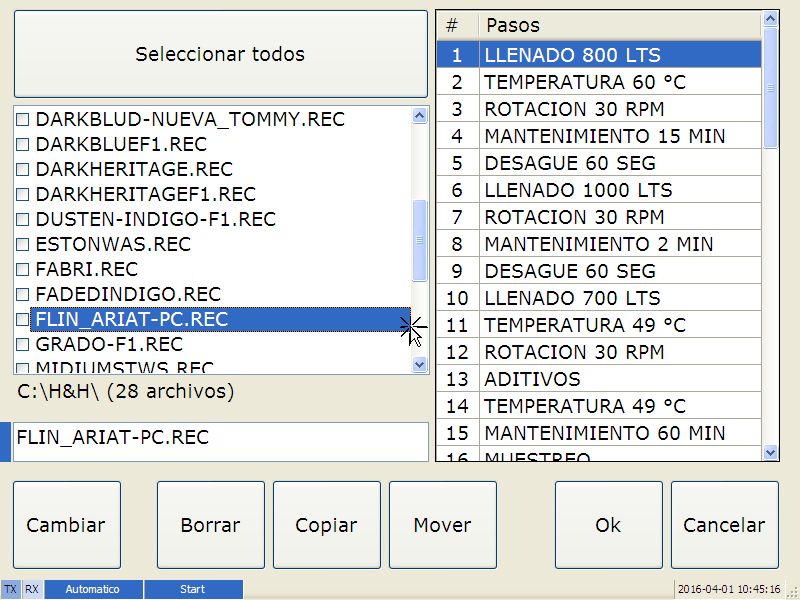 Seleccionar todos
DARKBLUD-NUEVA_TOMMY.REC
DARKBLUEF1.REC
DARKHERITAGE.REC
DARKHERITAGEF1.REC
DUSTEN-INDIGO-F1.REC
ESTONWAS.REC
FABRI.REC
FADEDINDIGO.REC
FLIN_ARIAT-PC.REC
GRADO-F1.REC
MIDIUMSTWS.REC
C:\H&H\ (28 archivos)
FLIN_ARIAT-PC.REC
# Pasos
1 LLENADO 800 LTS
2 TEMPERATURA 60 °C
3 ROTACION 30 RPM
4 MANTENIMIENTO 15 MIN
5 DESAGUE 60 SEG
6 LLENADO 1000 LTS
7 ROTACION 30 RPM
8 MANTENIMIENTO 2 MIN
9 DESAGUE 60 SEG
10 LLENADO 700 LTS
11 TEMPERATURA 49 °C
12 ROTACION 30 RPM
13 ADITIVOS
14 TEMPERATURA 49 °C
15 MANTENIMIENTO 60 MIN
16 MUESTREO
Cambiar Borrar Copiar Mover Ok Cancelar
TX RX Automatico Start 2016-04-01 10:45:16